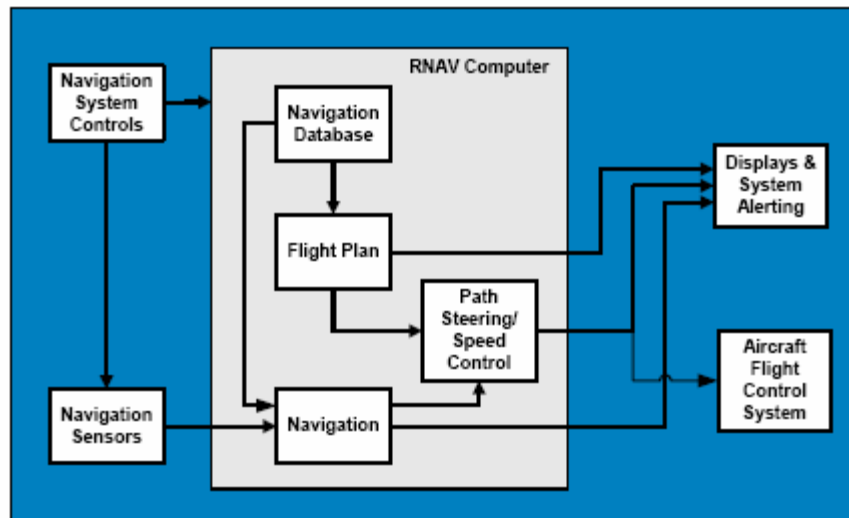 RNAV Computer
Navigation
System
Controls
Navigation
Database
Displays &
System
Alerting
Flight Plan
Path
Steering/
Speed
Control
Aircraft
Flight
Control
System
Navigation
Sensors
Navigation